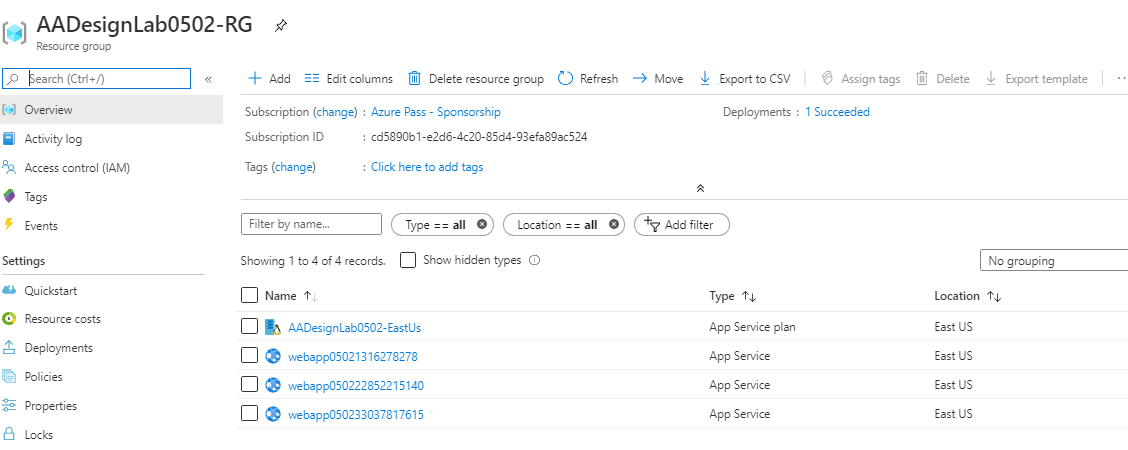 AADesignLab0502-RG
Resource group
Search (Ctrl+/)
«
Add Edit columns Delete resource group Refresh Move Export to CSV Assign tags Delete Export template ...
Overview
Activity log
Access control (IAM)
Tags
Events
Settings
Quickstart
Resource costs
Deployments
Policies
Properties
Locks
Subscription (change) : Azure Pass - Sponsorship Deployments : 1 Succeeded
Subscription ID : cd5890b1-e2d6-4c20-85d4-93efa89ac524
Tags (change) : Click here to add tags
Filter by name... Type == all Location == all Add filter
Showing 1 to 4 of 4 records. Show hidden types No grouping
Name Type Location
AADesignLab0502-EastUs App Service plan East US
webapp05021316278278 App Service East US
webapp050222852215140 App Service East US
webapp050233037817615 App Service East US